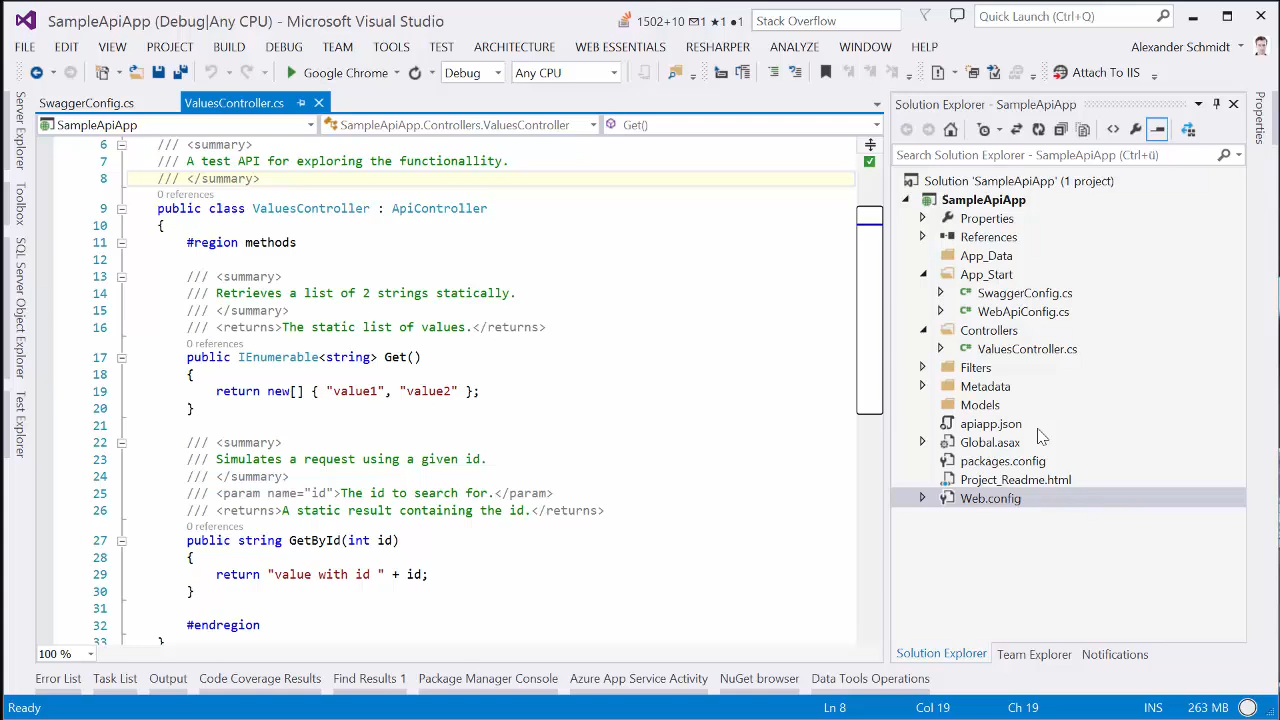 SampleApiApp (Debug|Any CPU) - Microsoft Visual Studio
1502+10 1 ★1 ●1
Stack Overflow
Quick Launch (Ctrl+Q)
FILE EDIT VIEW PROJECT BUILD DEBUG TEAM TOOLS TEST ARCHITECTURE WEB ESSENTIALS RESHARPER ANALYZE WINDOW HELP
Alexander Schmidt
Google Chrome Debug Any CPU Attach To IIS
Server Explorer
Toolbox
SQL Server Object Explorer
Test Explorer
SwaggerConfig.cs ValuesController.cs
SampleApiApp SampleApiApp.Controllers.ValuesController Get()
6 /// <summary>
7 /// A test API for exploring the functionallity.
8 /// </summary>
0 references
9 public class ValuesController : ApiController
10 {
11 #region methods
12
13 /// <summary>
14 /// Retrieves a list of 2 strings statically.
15 /// </summary>
16 /// <returns>The static list of values.</returns>
0 references
17 public IEnumerable<string> Get()
18 {
19 return new[] { "value1", "value2" };
20 }
21
22 /// <summary>
23 /// Simulates a request using a given id.
24 /// </summary>
25 /// <param name="id">The id to search for.</param>
26 /// <returns>A static result containing the id.</returns>
0 references
27 public string GetById(int id)
28 {
29 return "value with id " + id;
30 }
31
32 #endregion
33 }
100 %
Solution Explorer - SampleApiApp
Search Solution Explorer - SampleApiApp (Ctrl+ü)
Solution 'SampleApiApp' (1 project)
SampleApiApp
Properties
References
App_Data
App_Start
SwaggerConfig.cs
WebApiConfig.cs
Controllers
ValuesController.cs
Filters
Metadata
Models
apiapp.json
Global.asax
packages.config
Project_Readme.html
Web.config
Solution Explorer Team Explorer Notifications
Properties
Error List Task List Output Code Coverage Results Find Results 1 Package Manager Console Azure App Service Activity NuGet browser Data Tools Operations
Ready Ln 8 Col 19 Ch 19 INS 263 MB